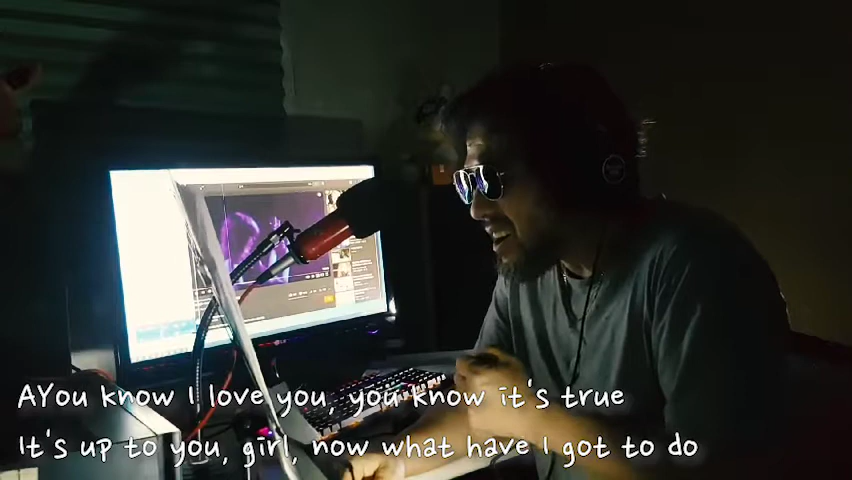 AYou know I love you, you know it's true
It's up to you, girl, now what have I got to do